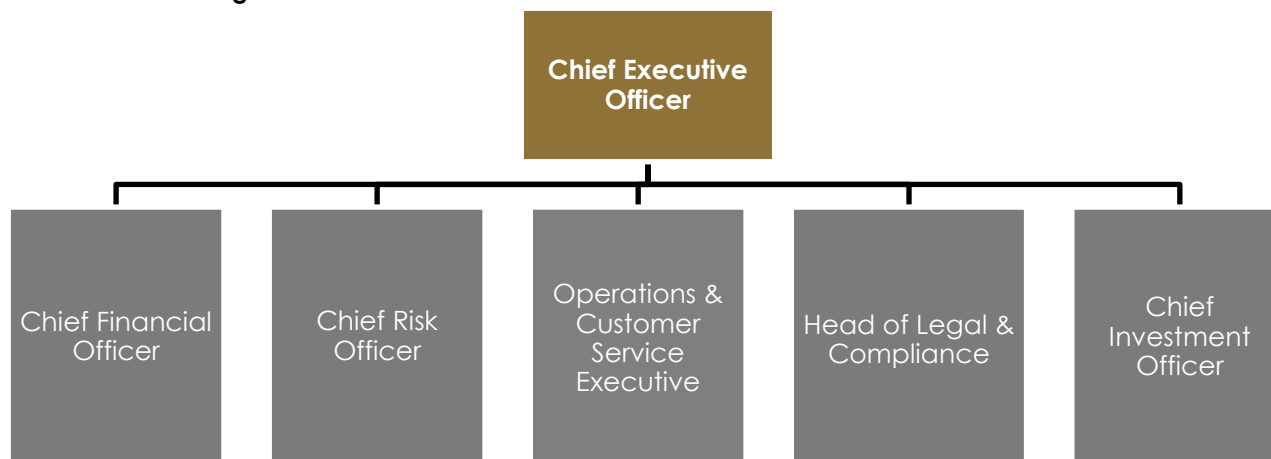 Chief Executive
Officer
Chief Financial
Officer
Chief Risk
Officer
Operations &
Customer
Service
Executive
Head of Legal &
Compliance
Chief
Investment
Officer